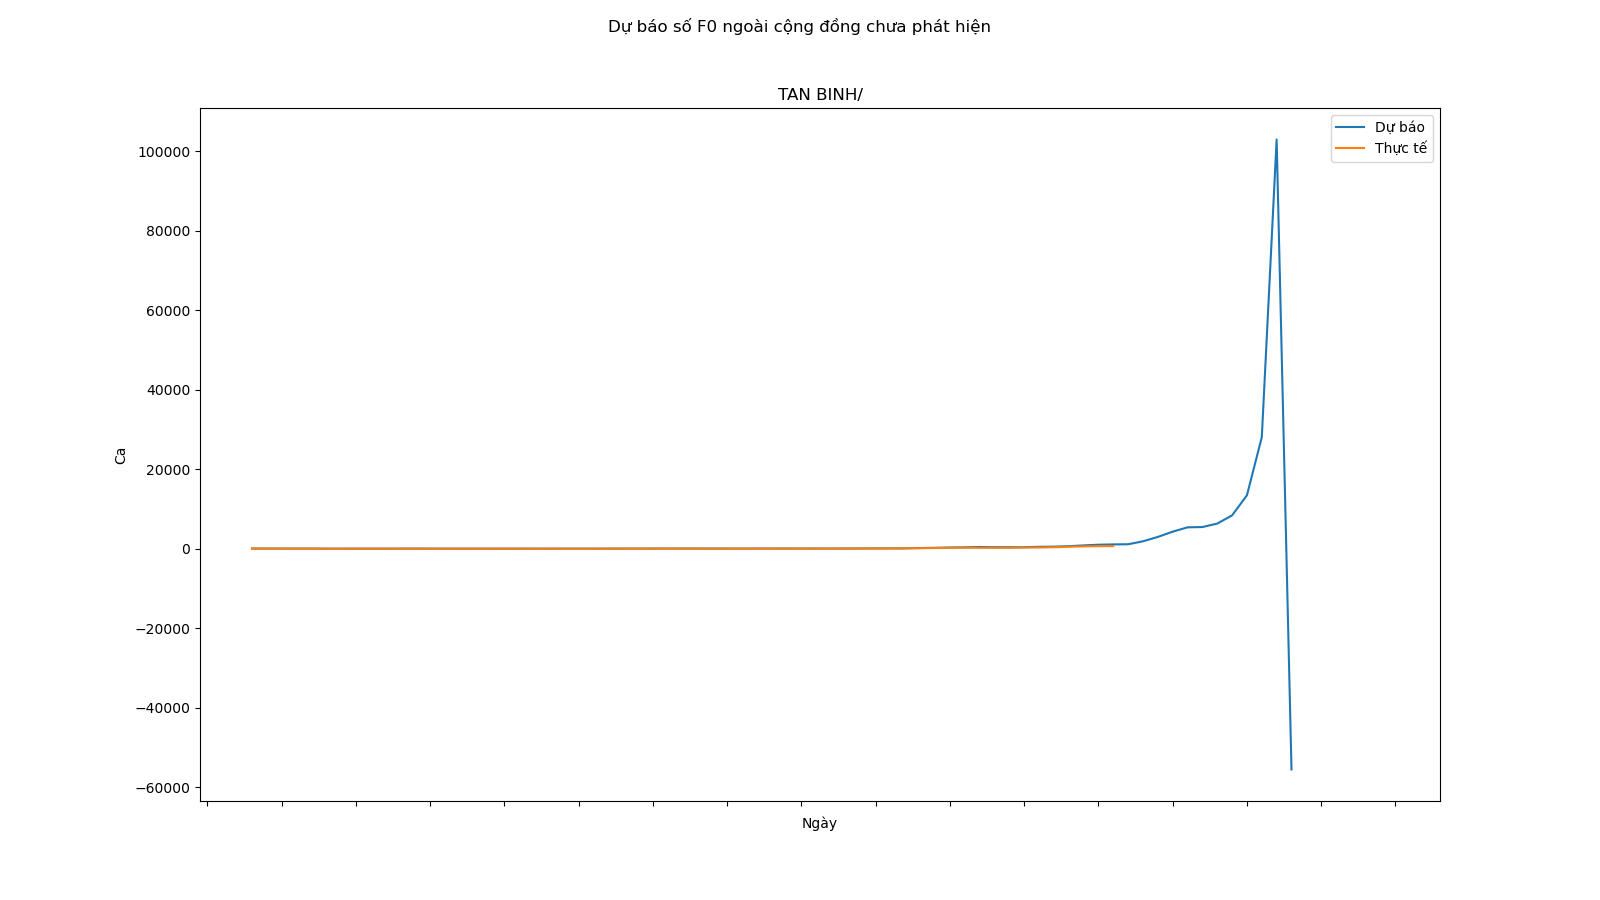 Dự báo số F0 ngoài cộng đồng chưa phát hiện
TAN BINH/
Dự báo
Thực tế
100000
80000
60000
40000
20000
0
−20000
−40000
−60000
Ca
Ngày